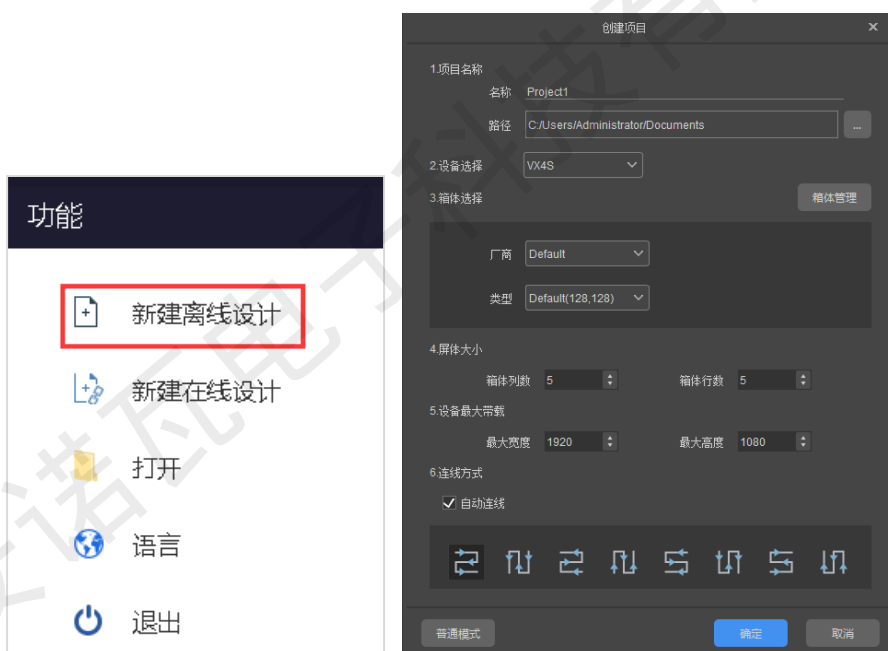 功能
新建离线设计
新建在线设计
打开
语言
退出
创建项目
1.项目名称
名称 Project1
路径 C:/Users/Administrator/Documents ...
2.设备选择 VX4S
3.箱体选择 箱体管理
厂商 Default
类型 Default(128,128)
4.屏体大小
箱体列数 5 箱体行数 5
5.设备最大带载
最大宽度 1920 最大高度 1080
6.连线方式
自动连线
普通模式 确定 取消